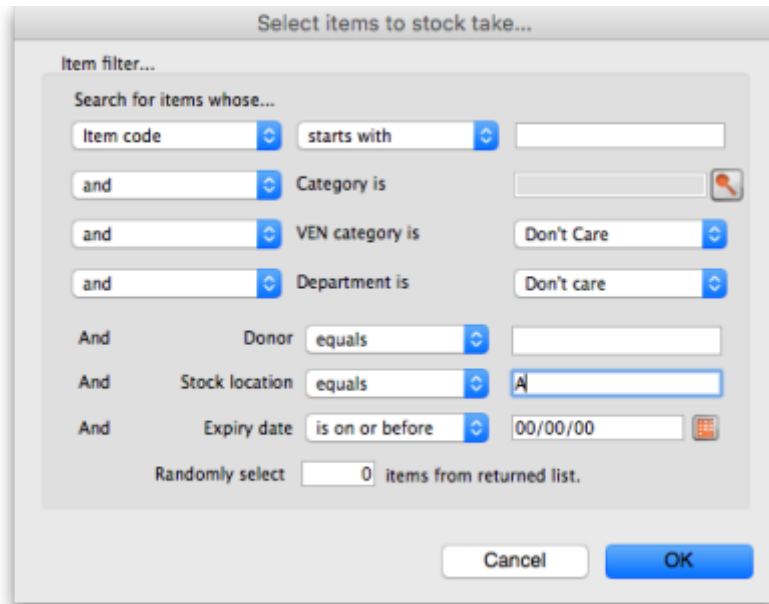 Select items to stock take...
Item filter...
Search for items whose...
Item code starts with
and Category is
and VEN category is Don't Care
and Department is Don't care
And Donor equals
And Stock location equals A
And Expiry date is on or before 00/00/00
Randomly select 0 items from returned list.
Cancel OK